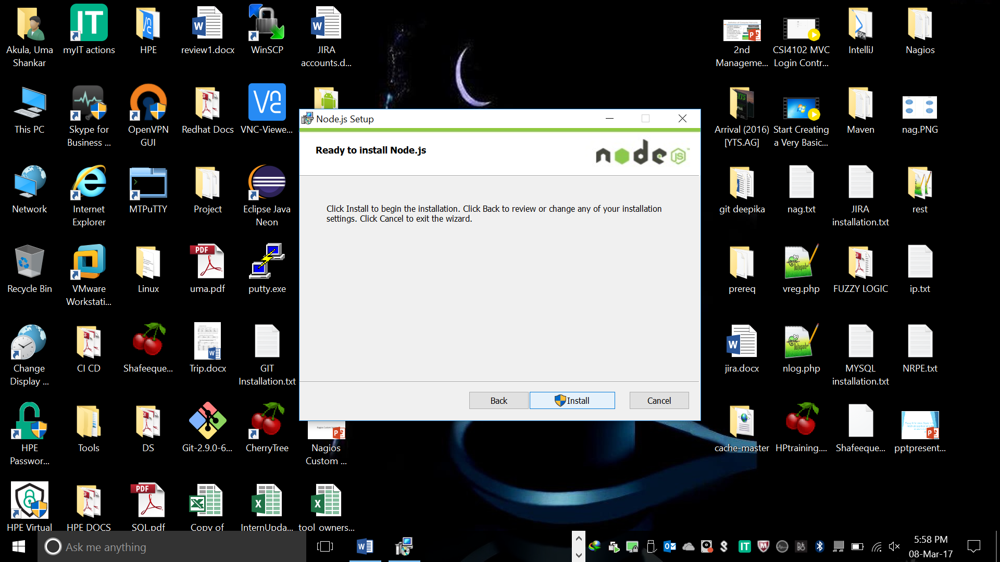 Akula, Uma
Shankar
myIT actions
HPE
review1.docx
WinSCP
JIRA
accounts.d...
2nd
Manageme...
CSI4102 MVC
Login Contr...
IntelliJ
Nagios
This PC
Skype for
Business ...
OpenVPN
GUI
Redhat Docs
VNC-Viewe...
Arrival (2016)
[YTS.AG]
Start Creating
a Very Basic...
Maven
nag.PNG
Node.js Setup
Ready to install Node.js
node
JS
Click Install to begin the installation. Click Back to review or change any of your installation
settings. Click Cancel to exit the wizard.
Back
Install
Cancel
Network
Internet
Explorer
MTPuTTY
Project
Eclipse Java
Neon
git deepika
nag.txt
JIRA
installation.txt
rest
Recycle Bin
VMware
Workstati...
Linux
uma.pdf
putty.exe
prereq
vreg.php
FUZZY LOGIC
ip.txt
Change
Display ...
CI CD
Shafeeque...
Trip.docx
GIT
Installation.txt
jira.docx
nlog.php
MYSQL
installation.txt
NRPE.txt
HPE
Passwor...
Tools
DS
Git-2.9.0-6...
CherryTree
Nagios
Custom ...
cache-master
HPtraining....
Shafeeque...
pptpresent...
HPE Virtual
HPE DOCS
SQL.pdf
Copy of
InternUpda...
tool_owners...
Ask me anything
5:58 PM
08-Mar-17